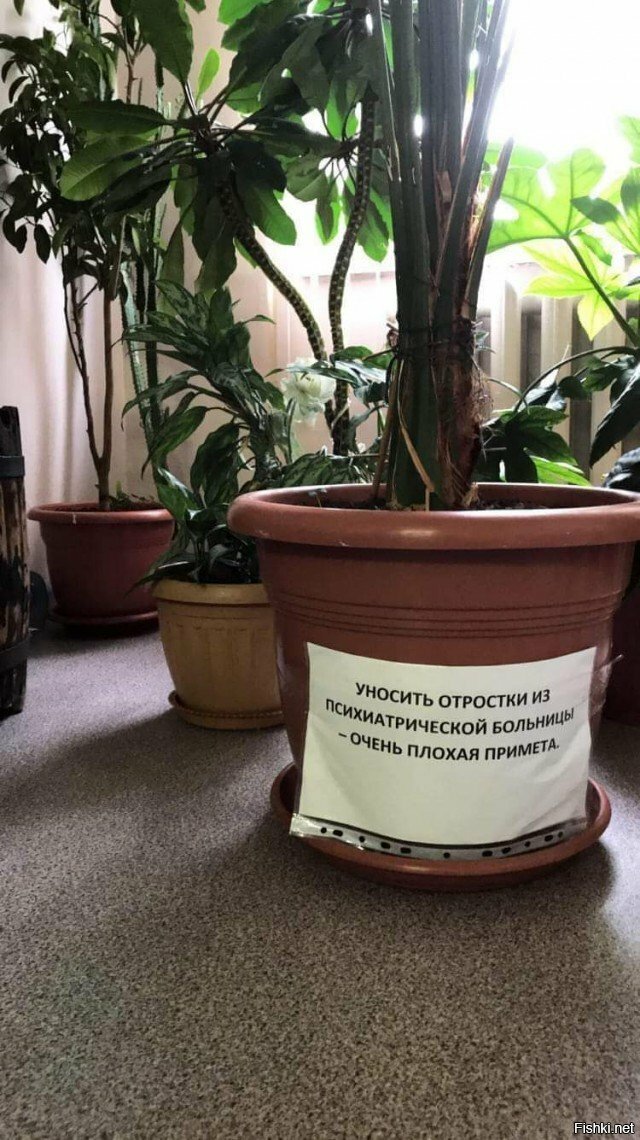 УНОСИТЬ ОТРОСТКИ ИЗ
ПСИХИАТРИЧЕСКОЙ БОЛЬНИЦЫ
– ОЧЕНЬ ПЛОХАЯ ПРИМЕТА.
Fishki.net